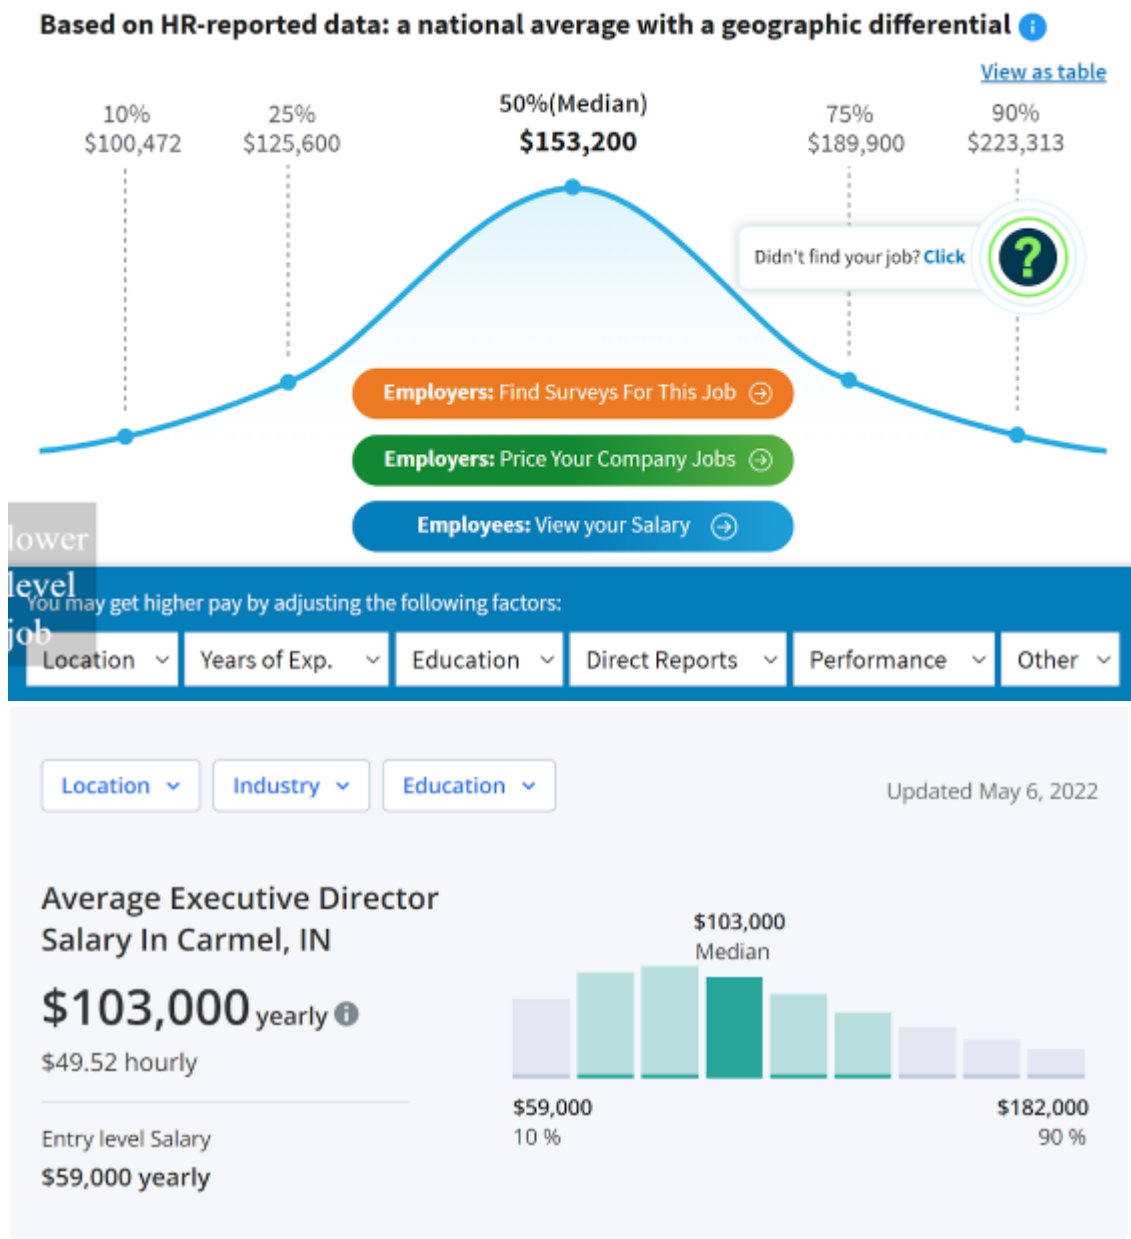 Based on HR-reported data: a national average with a geographic differential
View as table
10%
$100,472
25%
$125,600
50%(Median)
$153,200
75%
$189,900
90%
$223,313
Didn't find your job? Click
?
Employers: Find Surveys For This Job
Employers: Price Your Company Jobs
Employees: View your Salary
lower
level
job
You may get higher pay by adjusting the following factors:
Location Years of Exp. Education Direct Reports Performance Other
Location Industry Education
Updated May 6, 2022
Average Executive Director
Salary In Carmel, IN
$103,000 yearly
$49.52 hourly
Entry level Salary
$59,000 yearly
$103,000
Median
$59,000
10 %
$182,000
90 %